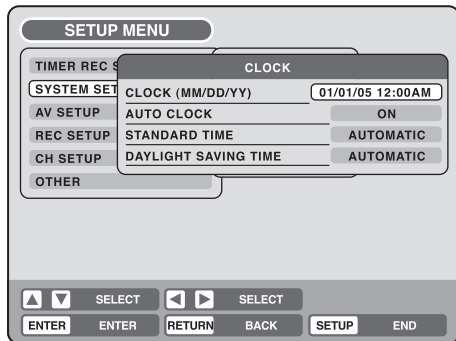 SETUP MENU
TIMER REC S
SYSTEM SET
AV SETUP
REC SETUP
CH SETUP
OTHER
CLOCK
CLOCK (MM/DD/YY) 01/01/05 12:00AM
AUTO CLOCK ON
STANDARD TIME AUTOMATIC
DAYLIGHT SAVING TIME AUTOMATIC
▲ ▼ SELECT ◀ ▶ SELECT
ENTER ENTER RETURN BACK SETUP END